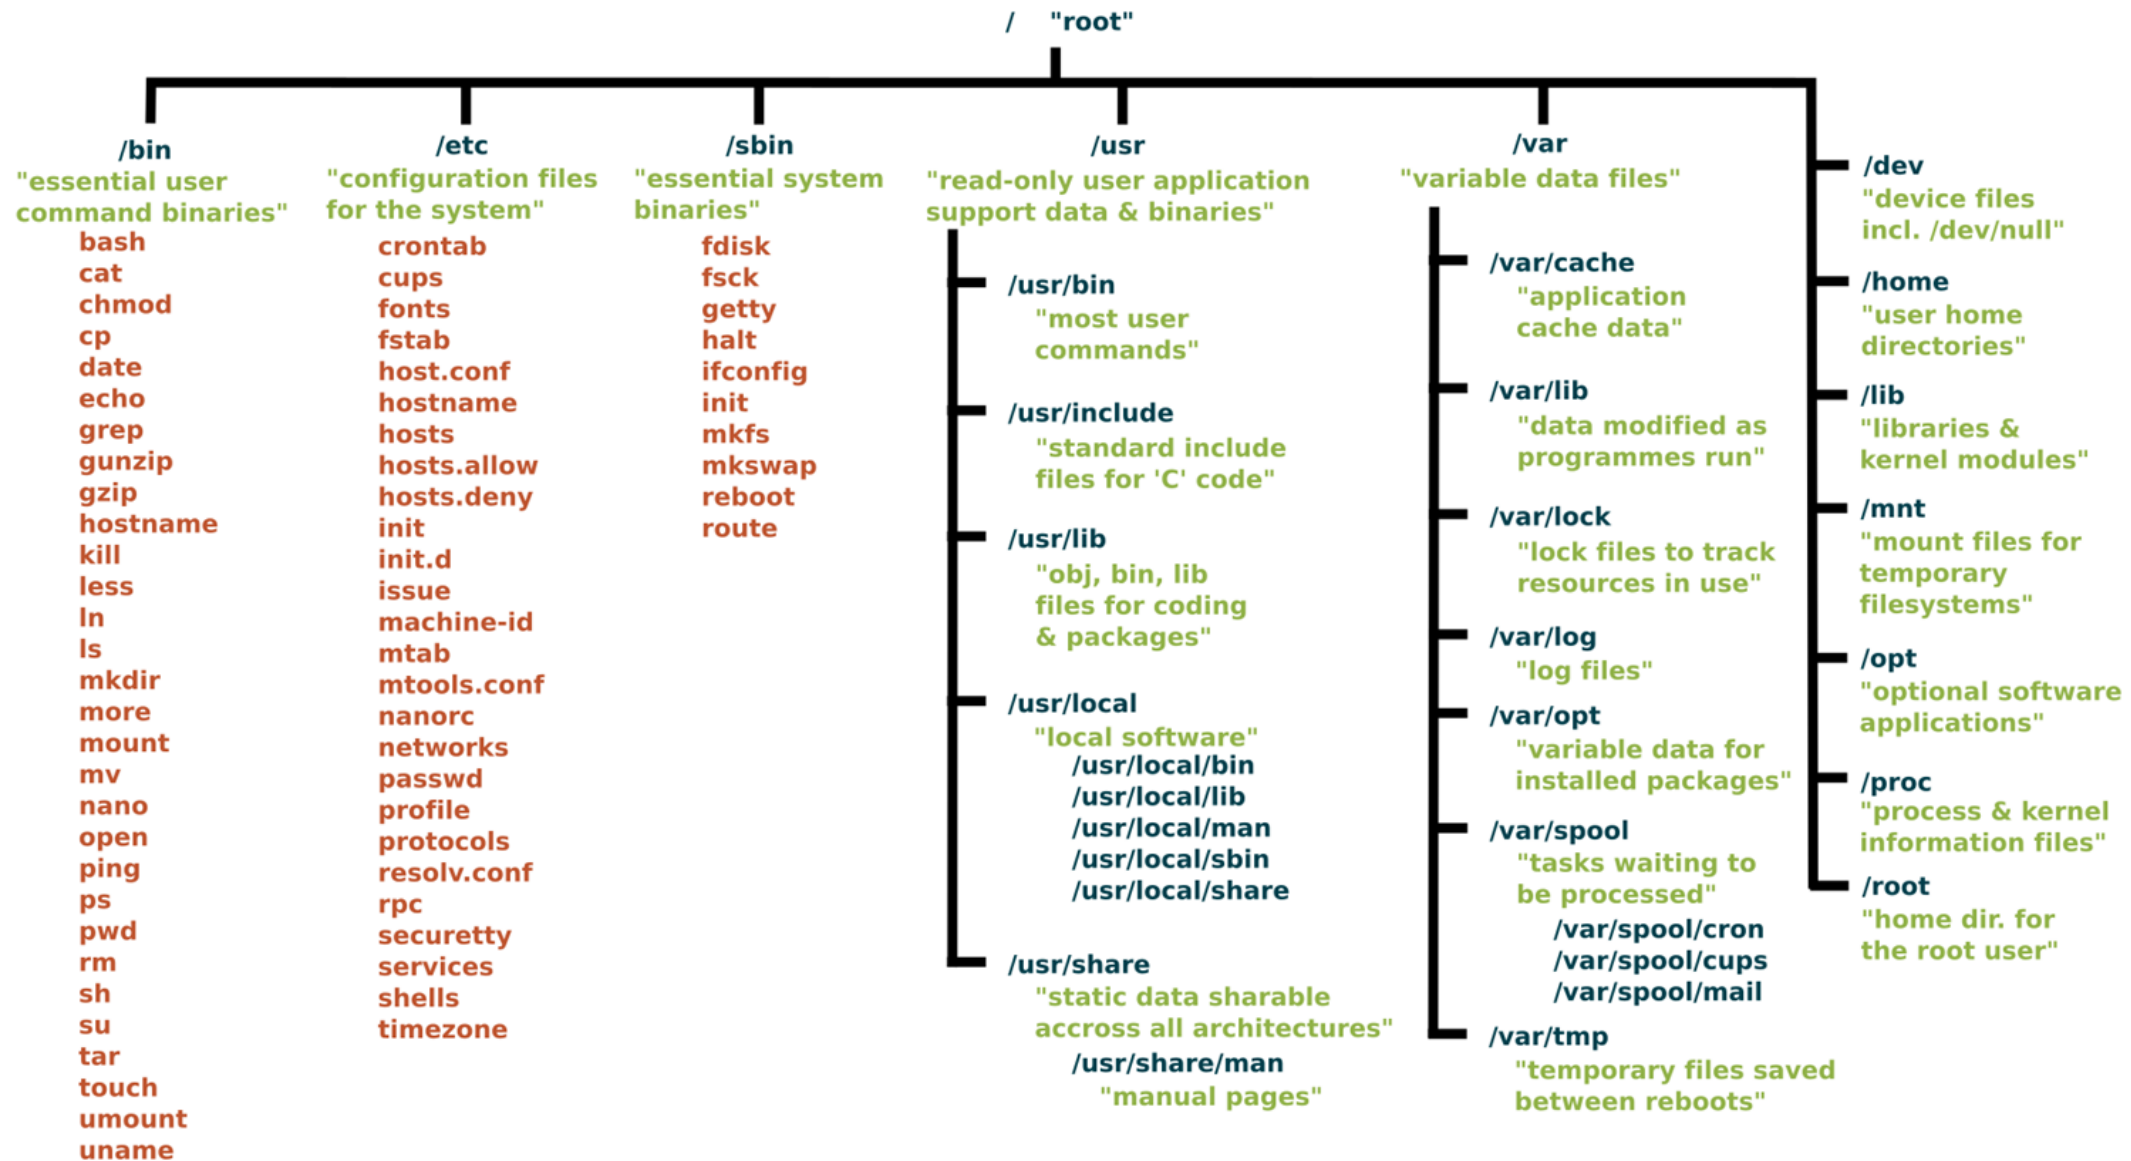 / "root"
/bin
"essential user
command binaries"
bash
cat
chmod
cp
date
echo
grep
gunzip
gzip
hostname
kill
less
ln
ls
mkdir
more
mount
mv
nano
open
ping
ps
pwd
rm
sh
su
tar
touch
umount
uname
/etc
"configuration files
for the system"
crontab
cups
fonts
fstab
host.conf
hostname
hosts
hosts.allow
hosts.deny
init
init.d
issue
machine-id
mtab
mtools.conf
nanorc
networks
passwd
profile
protocols
resolv.conf
rpc
securetty
services
shells
timezone
/sbin
"essential system
binaries"
fdisk
fsck
getty
halt
ifconfig
init
mkfs
mkswap
reboot
route
/usr
"read-only user application
support data & binaries"
/usr/bin
"most user
commands"
/usr/include
"standard include
files for 'C' code"
/usr/lib
"obj, bin, lib
files for coding
& packages"
/usr/local
"local software"
/usr/local/bin
/usr/local/lib
/usr/local/man
/usr/local/sbin
/usr/local/share
/usr/share
"static data sharable
accross all architectures"
/usr/share/man
"manual pages"
/var
"variable data files"
/var/cache
"application
cache data"
/var/lib
"data modified as
programmes run"
/var/lock
"lock files to track
resources in use"
/var/log
"log files"
/var/opt
"variable data for
installed packages"
/var/spool
"tasks waiting to
be processed"
/var/spool/cron
/var/spool/cups
/var/spool/mail
/var/tmp
"temporary files saved
between reboots"
/dev
"device files
incl. /dev/null"
/home
"user home
directories"
/lib
"libraries &
kernel modules"
/mnt
"mount files for
temporary
filesystems"
/opt
"optional software
applications"
/proc
"process & kernel
information files"
/root
"home dir. for
the root user"